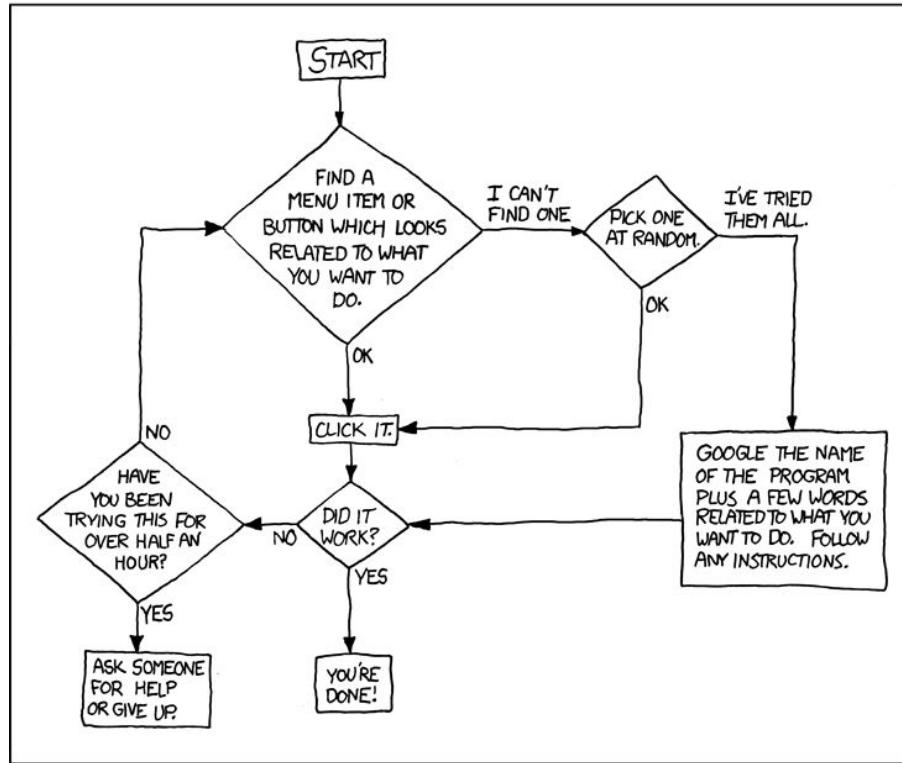 START
FIND A
MENU ITEM OR
BUTTON WHICH LOOKS
RELATED TO WHAT
YOU WANT TO
DO.
I CAN'T
FIND ONE
PICK ONE
AT RANDOM.
I'VE TRIED
THEM ALL.
OK
OK
CLICK IT.
NO
HAVE
YOU BEEN
TRYING THIS FOR
OVER HALF AN
HOUR?
NO
DID IT
WORK?
GOOGLE THE NAME
OF THE PROGRAM
PLUS A FEW WORDS
RELATED TO WHAT YOU
WANT TO DO. FOLLOW
ANY INSTRUCTIONS.
YES
YES
ASK SOMEONE
FOR HELP
OR GIVE UP.
YOU'RE
DONE!